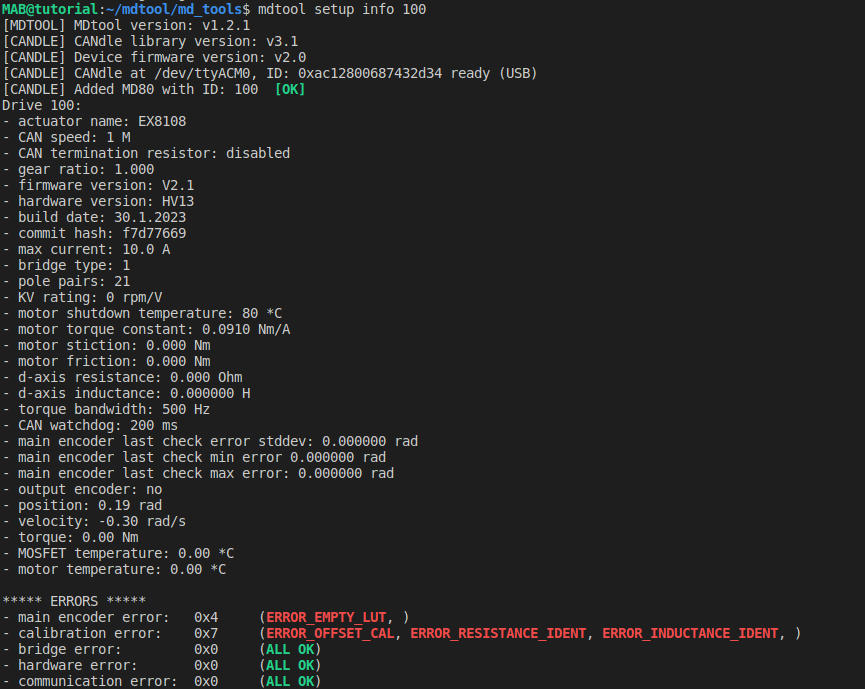 MAB@tutorial:~/mdtool/md_tools$ mdtool setup info 100
[MDTOOL] MDtool version: v1.2.1
[CANDLE] CANdle library version: v3.1
[CANDLE] Device firmware version: v2.0
[CANDLE] CANdle at /dev/ttyACM0, ID: 0xac12800687432d34 ready (USB)
[CANDLE] Added MD80 with ID: 100  [OK]
Drive 100:
- actuator name: EX8108
- CAN speed: 1 M
- CAN termination resistor: disabled
- gear ratio: 1.000
- firmware version: V2.1
- hardware version: HV13
- build date: 30.1.2023
- commit hash: f7d77669
- max current: 10.0 A
- bridge type: 1
- pole pairs: 21
- KV rating: 0 rpm/V
- motor shutdown temperature: 80 *C
- motor torque constant: 0.0910 Nm/A
- motor stiction: 0.000 Nm
- motor friction: 0.000 Nm
- d-axis resistance: 0.000 Ohm
- d-axis inductance: 0.000000 H
- torque bandwidth: 500 Hz
- CAN watchdog: 200 ms
- main encoder last check error stddev: 0.000000 rad
- main encoder last check min error 0.000000 rad
- main encoder last check max error: 0.000000 rad
- output encoder: no
- position: 0.19 rad
- velocity: -0.30 rad/s
- torque: 0.00 Nm
- MOSFET temperature: 0.00 *C
- motor temperature: 0.00 *C
***** ERRORS *****
- main encoder error:   0x4     (ERROR_EMPTY_LUT, )
- calibration error:    0x7     (ERROR_OFFSET_CAL, ERROR_RESISTANCE_IDENT, ERROR_INDUCTANCE_IDENT, )
- bridge error:         0x0     (ALL OK)
- hardware error:       0x0     (ALL OK)
- communication error:  0x0     (ALL OK)